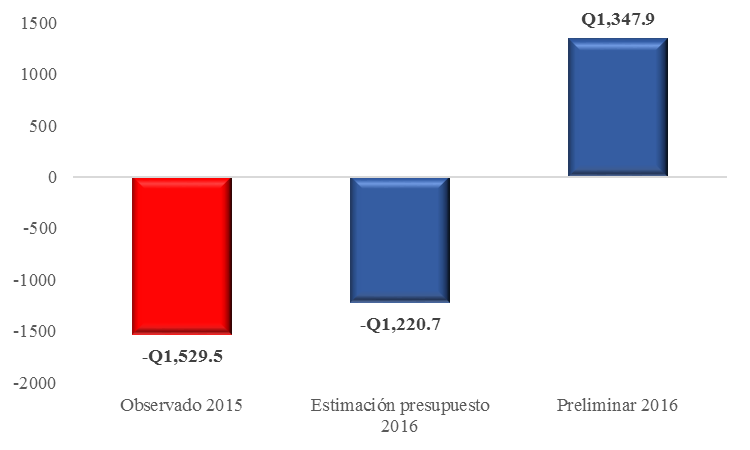 1500
Q1,347.9
1000
500
0
-500
-1000
-Q1,220.7
-1500
-Q1,529.5
-2000
Observado 2015
Estimación presupuesto
2016
Preliminar 2016